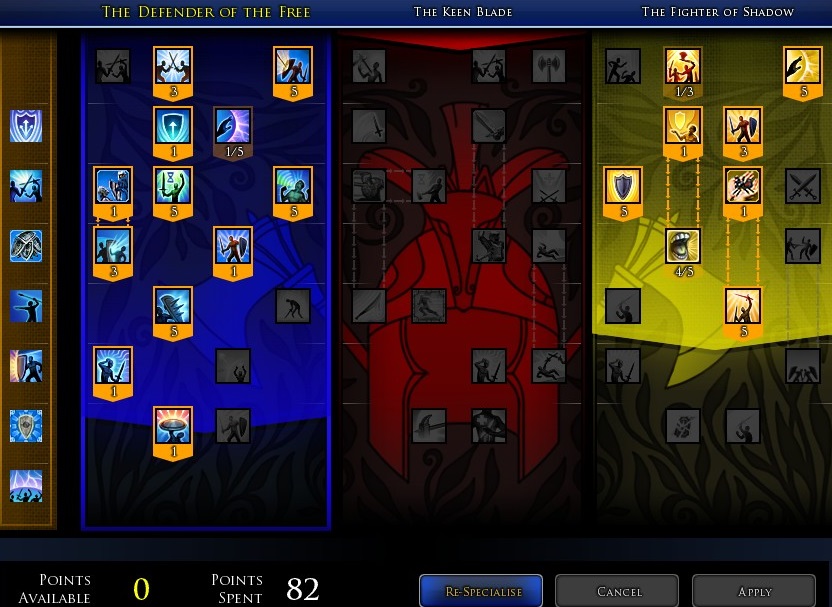 The Defender of the Free
The Keen Blade
The Fighter of Shadow
3
5
1/3
5
1
1/5
1
3
1
5
5
5
1
3
1
4/5
5
5
1
1
Points Available
0
Points Spent
82
Re-Specialise
Cancel
Apply